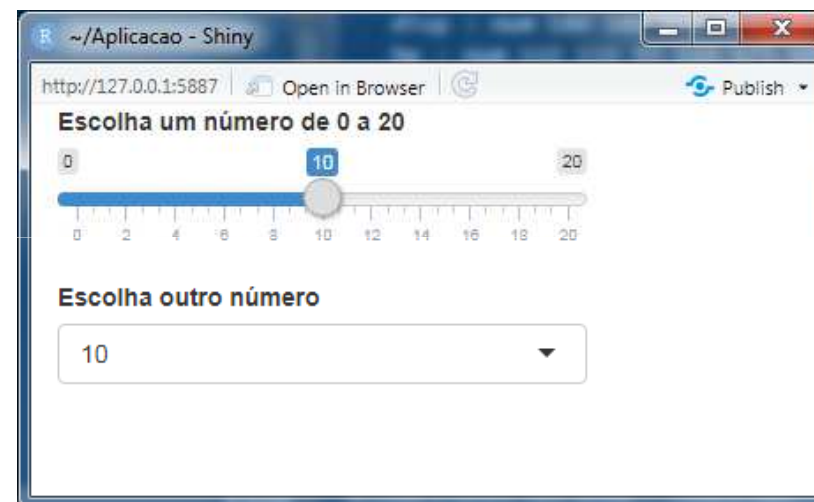 ~/Aplicacao - Shiny
http://127.0.0.1:5887 Open in Browser Publish
Escolha um número de 0 a 20
0 10 20
0 2 4 6 8 10 12 14 16 18 20
Escolha outro número
10